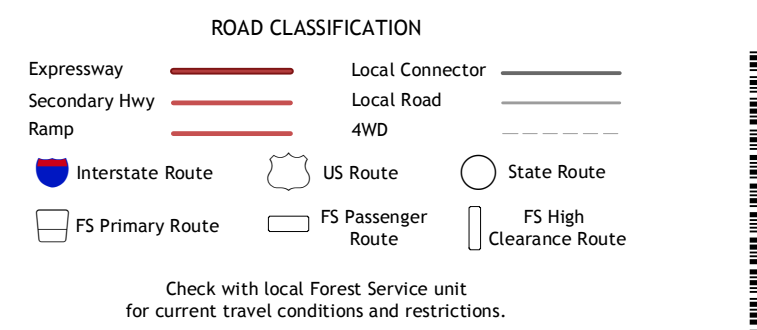 ROAD CLASSIFICATION
Expressway
Local Connector
Secondary Hwy
Local Road
Ramp
4WD
Interstate Route
US Route
State Route
FS Primary Route
FS Passenger
Route
FS High
Clearance Route
Check with local Forest Service unit
for current travel conditions and restrictions.